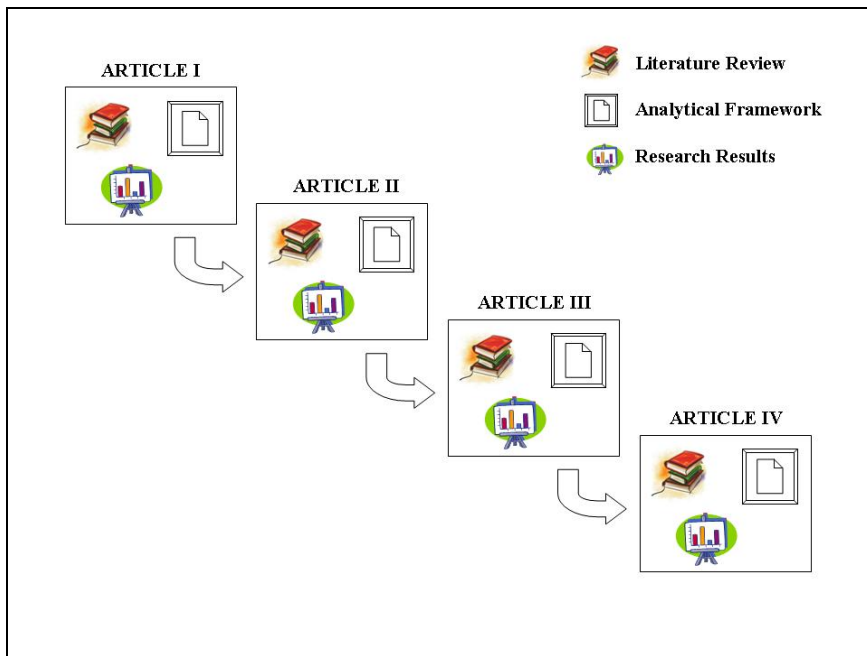 ARTICLE I
Literature Review
Analytical Framework
Research Results
ARTICLE II
ARTICLE III
ARTICLE IV